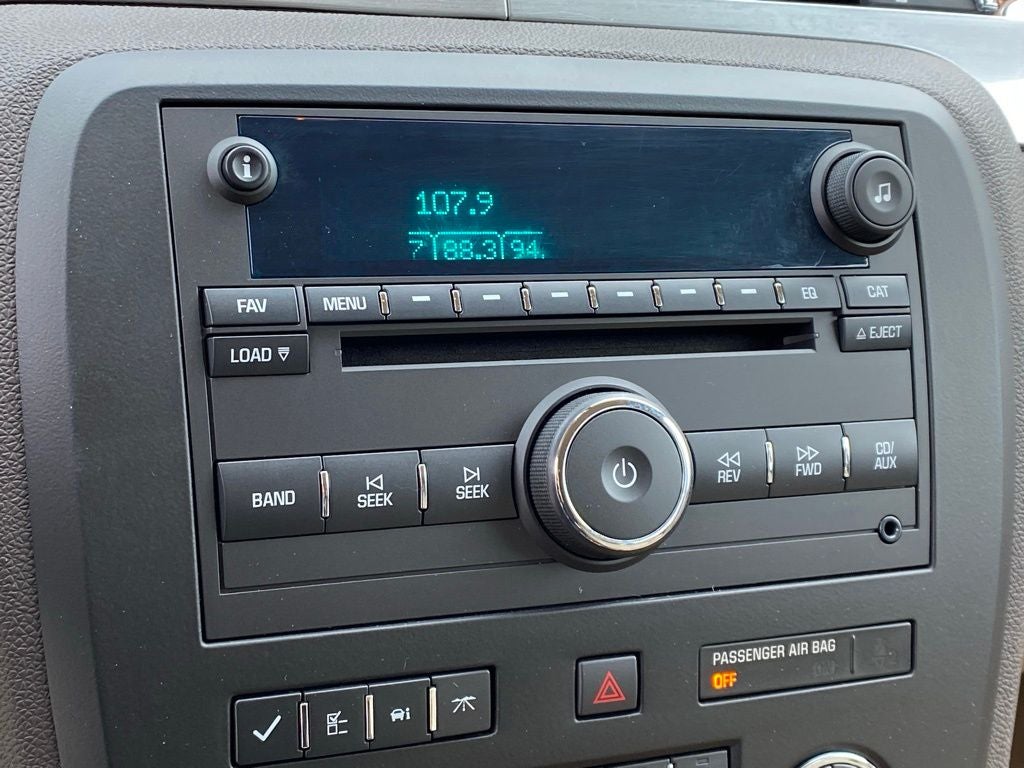 i
107.9
7 88.3 94.
FAV MENU EQ CAT
LOAD EJECT
BAND SEEK SEEK REV FWD CD/
AUX
PASSENGER AIR BAG
OFF
i